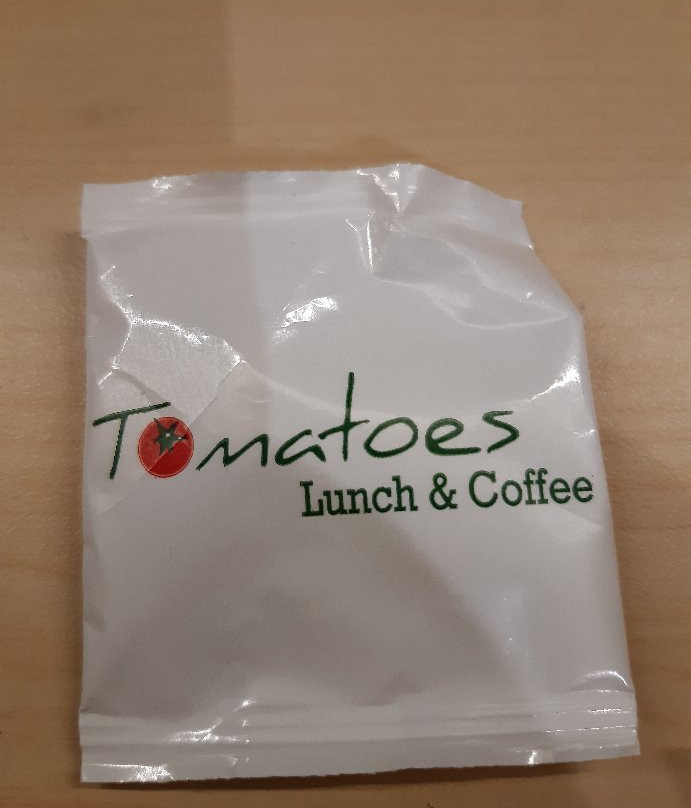 Tomatoes
Lunch & Coffee